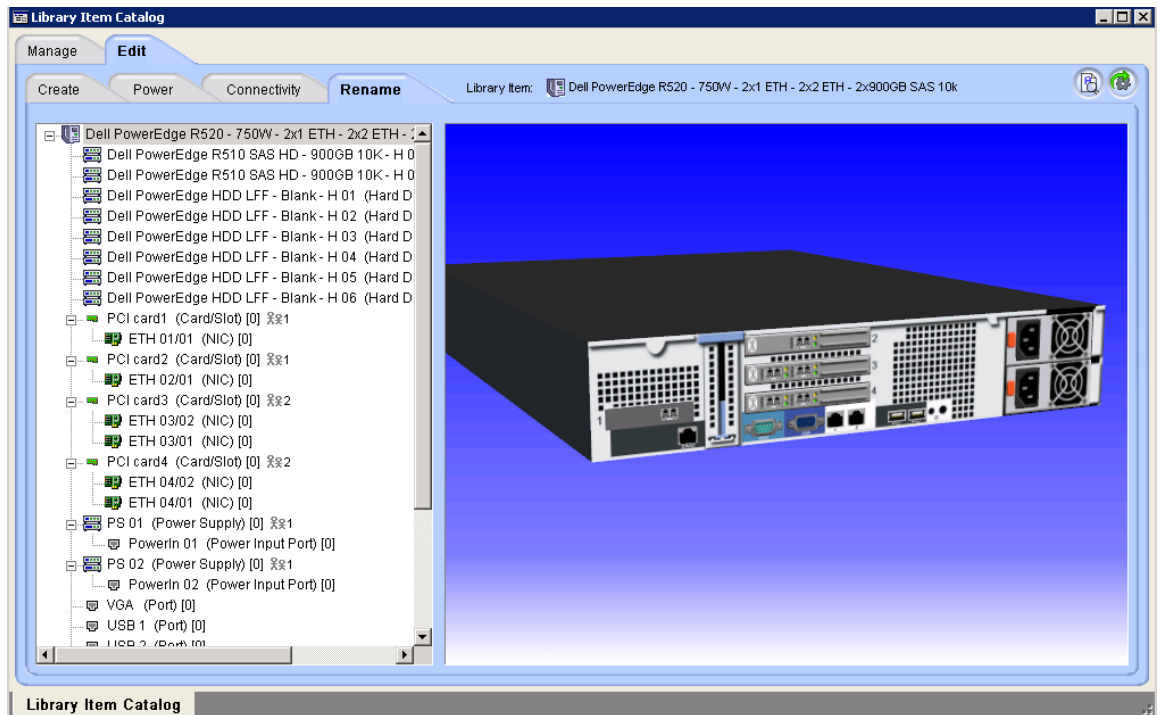 Library Item Catalog
Manage
Edit
Create
Power
Connectivity
Rename
Library Item:
Dell PowerEdge R520 - 750W - 2x1 ETH - 2x2 ETH - 2x900GB SAS 10k
Dell PowerEdge R520 - 750W - 2x1 ETH - 2x2 ETH -
Dell PowerEdge R510 SAS HD - 900GB 10K - H 0
Dell PowerEdge R510 SAS HD - 900GB 10K - H 0
Dell PowerEdge HDD LFF - Blank - H 01 (Hard D
Dell PowerEdge HDD LFF - Blank - H 02 (Hard D
Dell PowerEdge HDD LFF - Blank - H 03 (Hard D
Dell PowerEdge HDD LFF - Blank - H 04 (Hard D
Dell PowerEdge HDD LFF - Blank - H 05 (Hard D
Dell PowerEdge HDD LFF - Blank - H 06 (Hard D
PCI card1 (Card/Slot) [0] 1
ETH 01/01 (NIC) [0]
PCI card2 (Card/Slot) [0] 1
ETH 02/01 (NIC) [0]
PCI card3 (Card/Slot) [0] 2
ETH 03/02 (NIC) [0]
ETH 03/01 (NIC) [0]
PCI card4 (Card/Slot) [0] 2
ETH 04/02 (NIC) [0]
ETH 04/01 (NIC) [0]
PS 01 (Power Supply) [0] 1
PowerIn 01 (Power Input Port) [0]
PS 02 (Power Supply) [0] 1
PowerIn 02 (Power Input Port) [0]
VGA (Port) [0]
USB 1 (Port) [0]
USB 2 (Port) [0]
1
2
3
4
Library Item Catalog